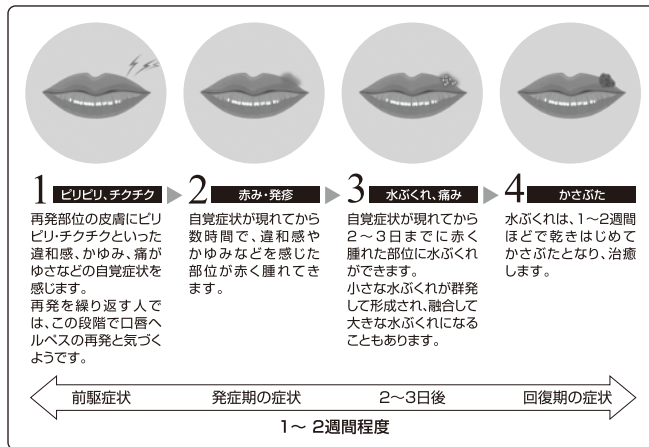 1 ピリピリ、チクチク
再発部位の皮膚にピリ
ピリ・チクチクといった
違和感、かゆみ、痛が
ゆさなどの自覚症状を
感じます。
再発を繰り返す人で
は、この段階で口唇ヘ
ルペスの再発と気づく
ようです。
2 赤み・発疹
自覚症状が現れてから
数時間で、違和感や
かゆみなどを感じた
部位が赤く腫れてき
ます。
3 水ぶくれ、痛み
自覚症状が現れてから
2～3日までに赤く
腫れた部位に水ぶくれ
ができます。
小さな水ぶくれが群発
して形成され、融合して
大きな水ぶくれになる
こともあります。
4 かさぶた
水ぶくれは、1～2週間
ほどで乾きはじめて
かさぶたとなり、治癒
します。
前駆症状 発症期の症状 2～3日後 回復期の症状
1～ 2週間程度